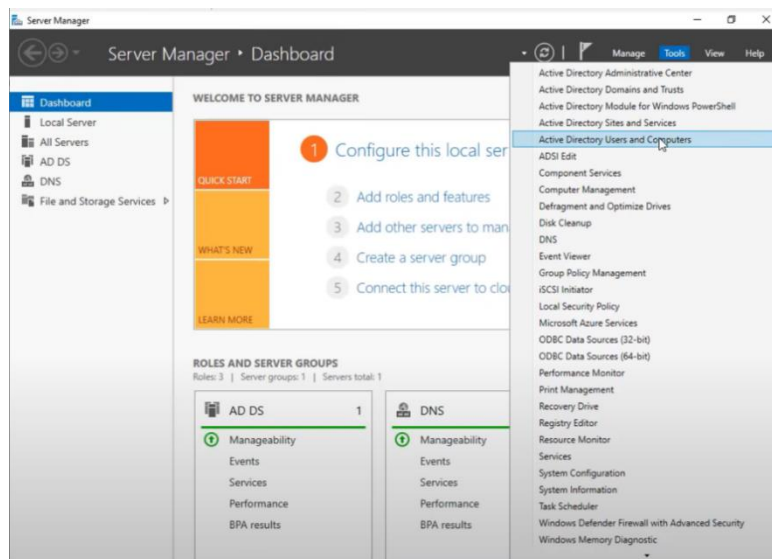 Server Manager
Server Manager • Dashboard
Manage Tools View Help
Dashboard
Local Server
All Servers
AD DS
DNS
File and Storage Services
WELCOME TO SERVER MANAGER
QUICK START
WHAT'S NEW
LEARN MORE
1 Configure this local ser
2 Add roles and features
3 Add other servers to man
4 Create a server group
5 Connect this server to clou
ROLES AND SERVER GROUPS
Roles: 3 | Server groups: 1 | Servers total: 1
AD DS 1
Manageability
Events
Services
Performance
BPA results
DNS
Manageability
Events
Services
Performance
BPA results
Active Directory Administrative Center
Active Directory Domains and Trusts
Active Directory Module for Windows PowerShell
Active Directory Sites and Services
Active Directory Users and Computers
ADSI Edit
Component Services
Computer Management
Defragment and Optimize Drives
Disk Cleanup
DNS
Event Viewer
Group Policy Management
iSCSI Initiator
Local Security Policy
Microsoft Azure Services
ODBC Data Sources (32-bit)
ODBC Data Sources (64-bit)
Performance Monitor
Print Management
Recovery Drive
Registry Editor
Resource Monitor
Services
System Configuration
System Information
Task Scheduler
Windows Defender Firewall with Advanced Security
Windows Memory Diagnostic